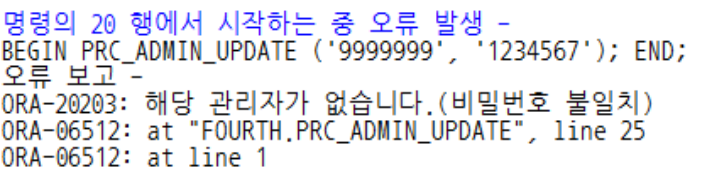 명령의 20 행에서 시작하는 중 오류 발생 -
BEGIN PRC_ADMIN_UPDATE ('9999999', '1234567'); END;
오류 보고 -
ORA-20203: 해당 관리자가 없습니다.(비밀번호 불일치)
ORA-06512: at "FOURTH.PRC_ADMIN_UPDATE", line 25
ORA-06512: at line 1